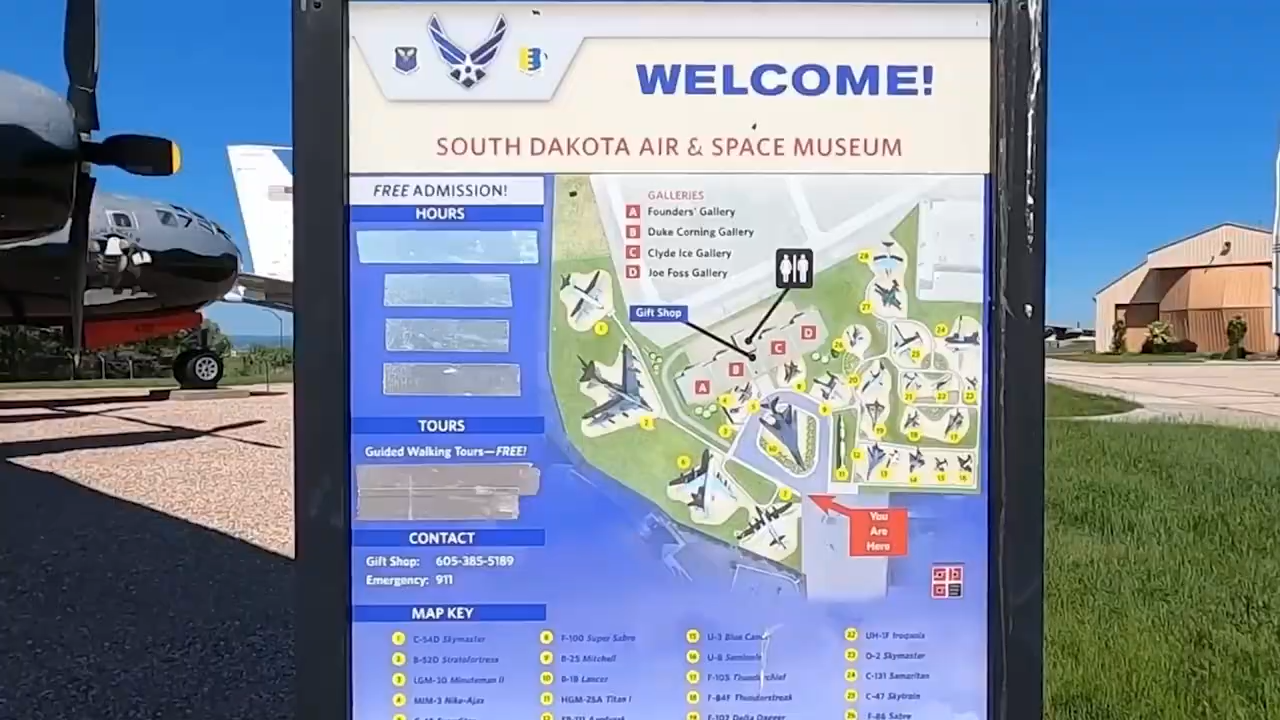 WELCOME!
SOUTH DAKOTA AIR & SPACE MUSEUM
FREE ADMISSION!
HOURS
TOURS
Guided Walking Tours—FREE!
CONTACT
Gift Shop: 605-385-5189
Emergency: 911
GALLERIES
A Founders' Gallery
B Duke Corning Gallery
C Clyde Ice Gallery
D Joe Foss Gallery
Gift Shop
A
B
C
D
You
Are
Here
MAP KEY
1 C-54D Skymaster
2 B-52D Stratofortress
3 LGM-30 Minuteman II
4 MIM-3 Nike-Ajax
8 F-100 Super Sabre
9 B-25 Mitchell
10 B-1B Lancer
11 HGM-25A Titan I
15 U-3 Blue
16 U-8 Seminole
17 F-105 Thunderchief
18 F-84F Thunderstreak
19 F-102 Delta Dagger
22 UH-1F Iroquois
23 O-2 Skymaster
24 C-131 Samaritan
25 C-47 Skytrain
26 F-86 Sabre